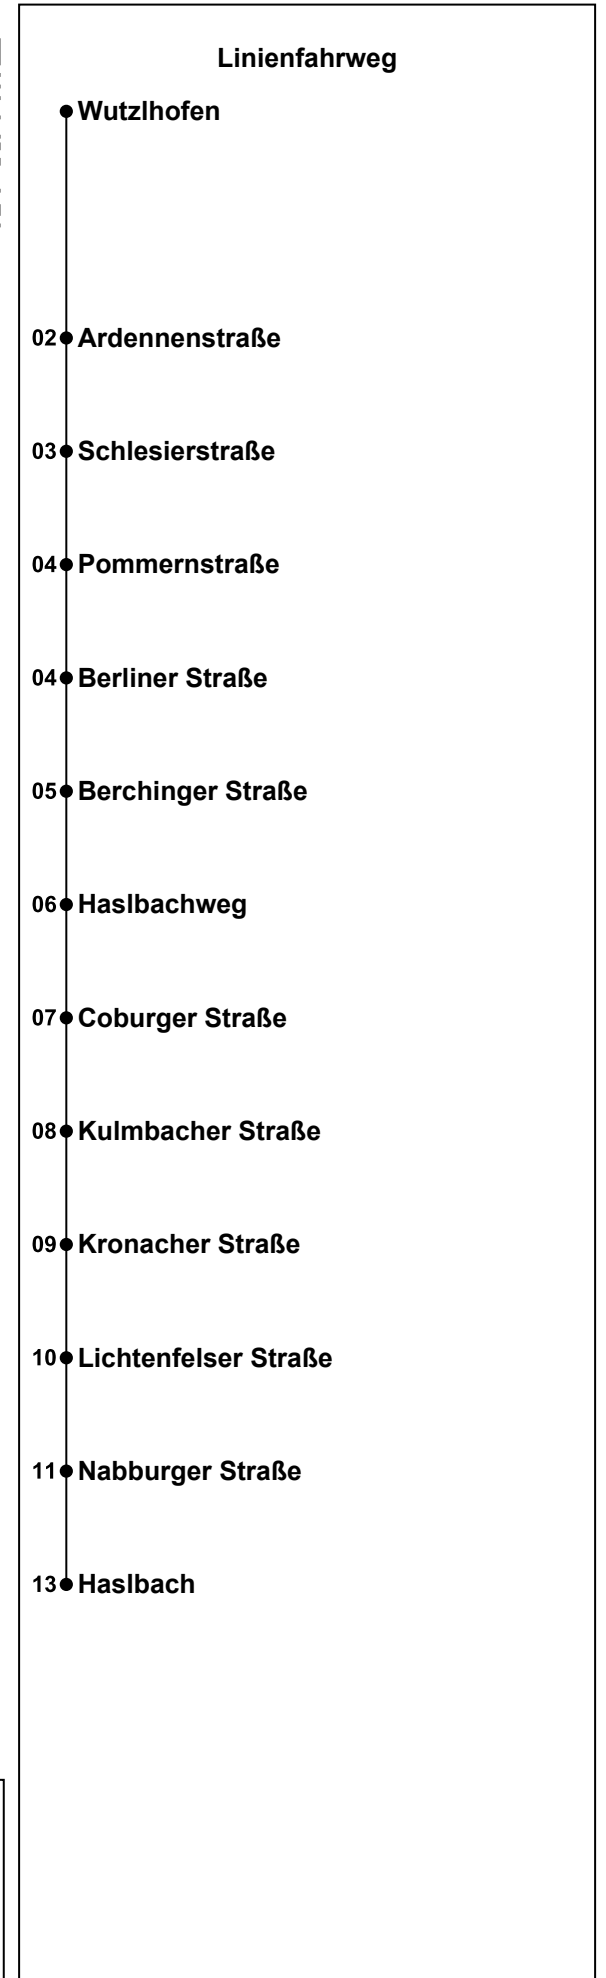 Linienfahrweg
Wutzlhofen
02 Ardennenstraße
03 Schlesierstraße
04 Pommernstraße
04 Berliner Straße
05 Berchinger Straße
06 Haslbachweg
07 Coburger Straße
08 Kulmbacher Straße
09 Kronacher Straße
10 Lichtenfelser Straße
11 Nabburger Straße
13 Haslbach